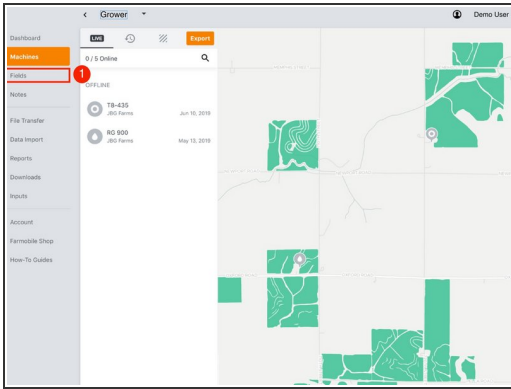 Grower
Demo User
Dashboard
Machines
Fields
1
Notes
File Transfer
Data Import
Reports
Downloads
Inputs
Account
Farmobile Shop
How-To Guides
LIVE
Export
0 / 5 Online
OFFLINE
T8-435
JBG Farms
Jun 10, 2019
RG 900
JBG Farms
May 13, 2019